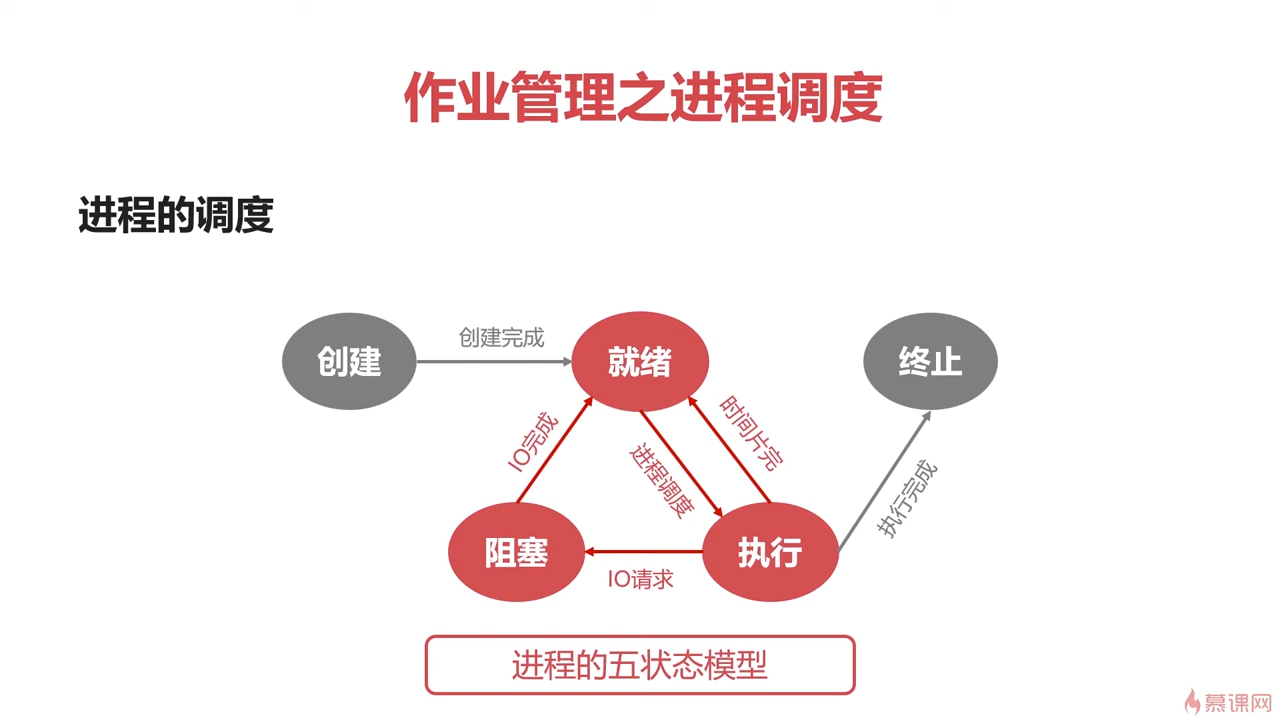 作业管理之进程调度
进程的调度
创建
创建完成
就绪
终止
IO完成
进程调度
时间片完
执行完成
阻塞
IO请求
执行
进程的五状态模型
慕课网